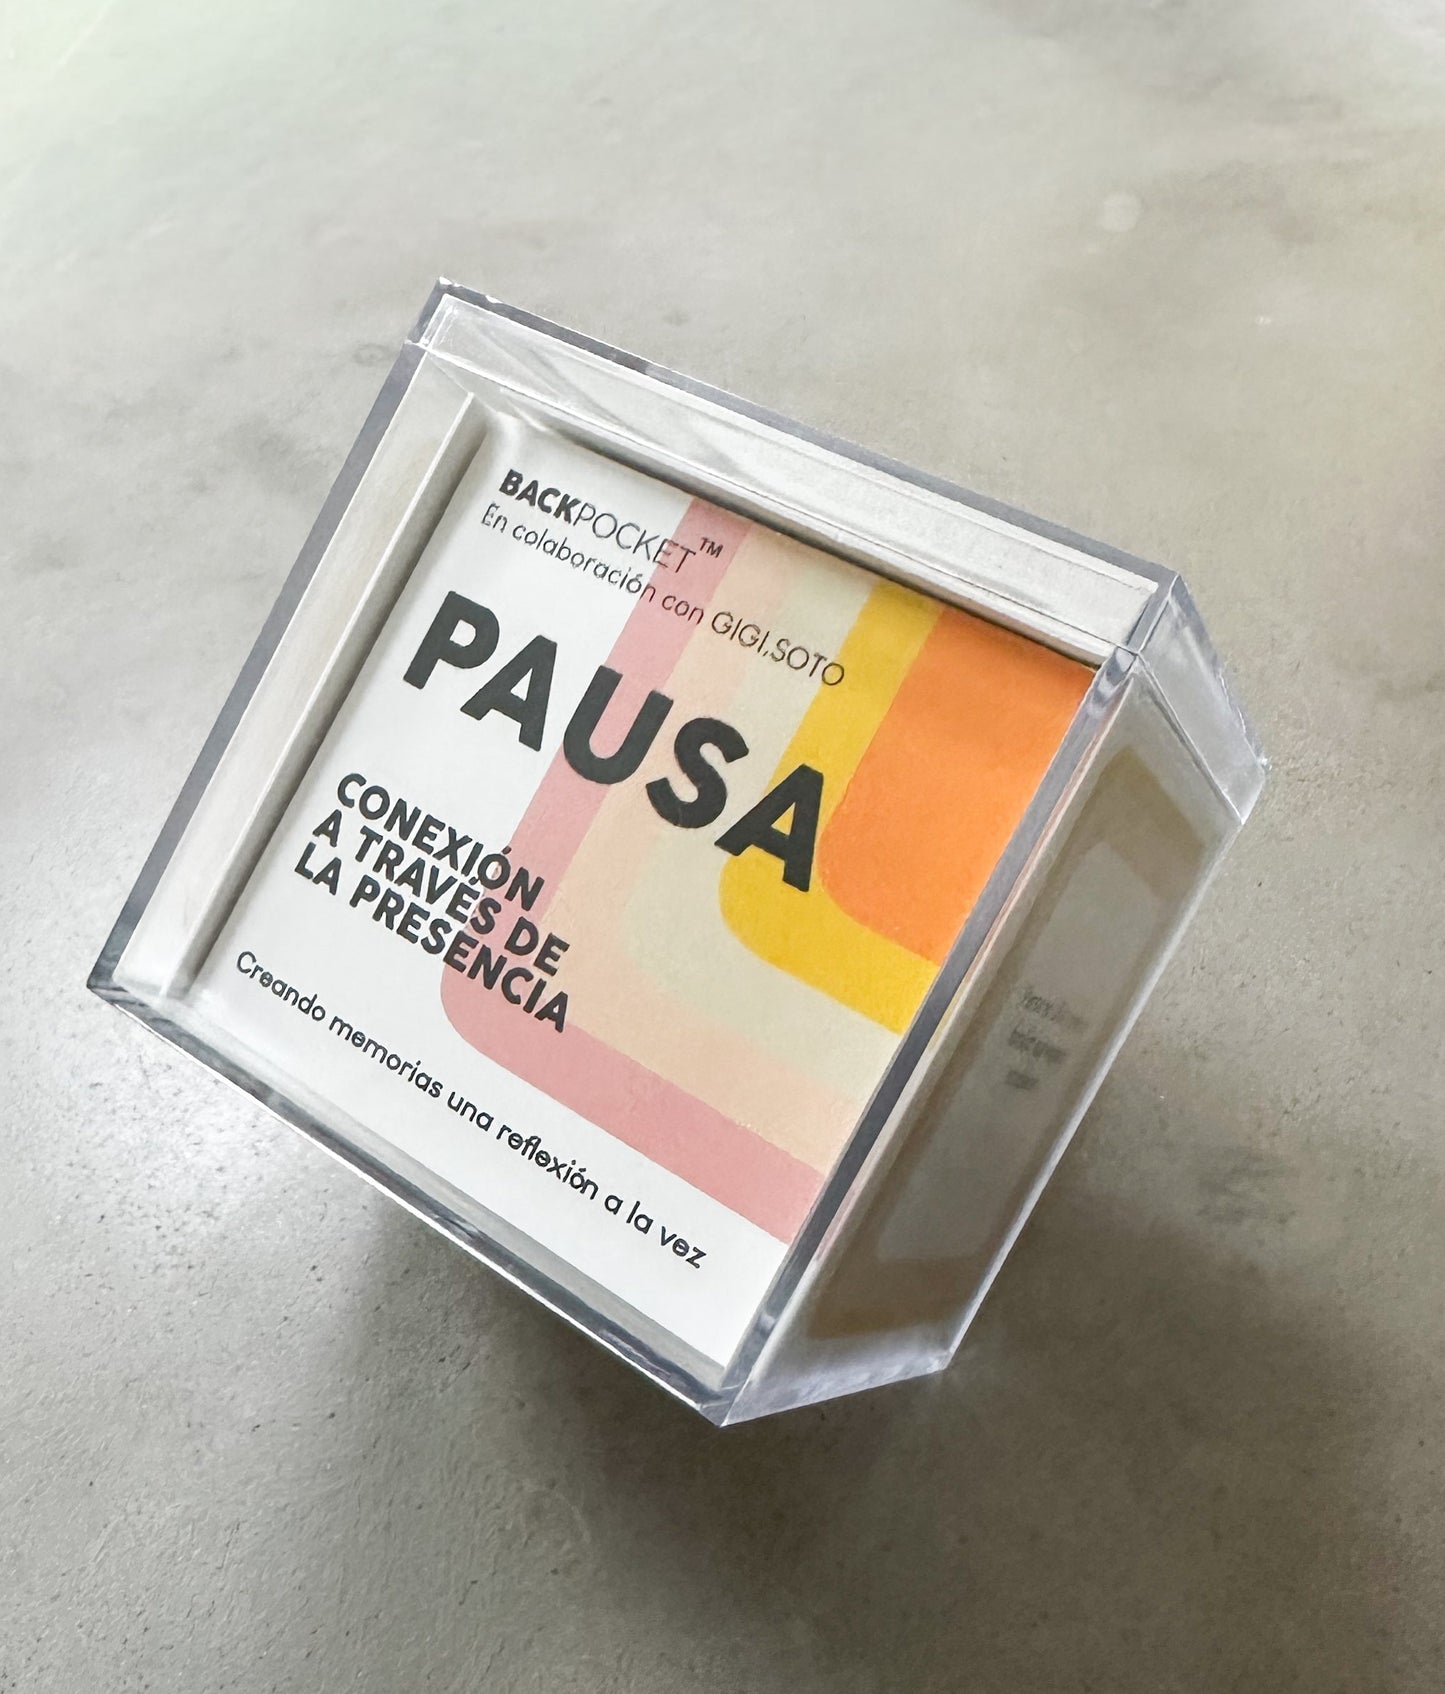 BACKPOCKET™
En colaboración con GIGI.SOTO
PAUSA
CONEXIÓN
A TRAVÉS DE
LA PRESENCIA
Creando memorias una reflexión a la vez